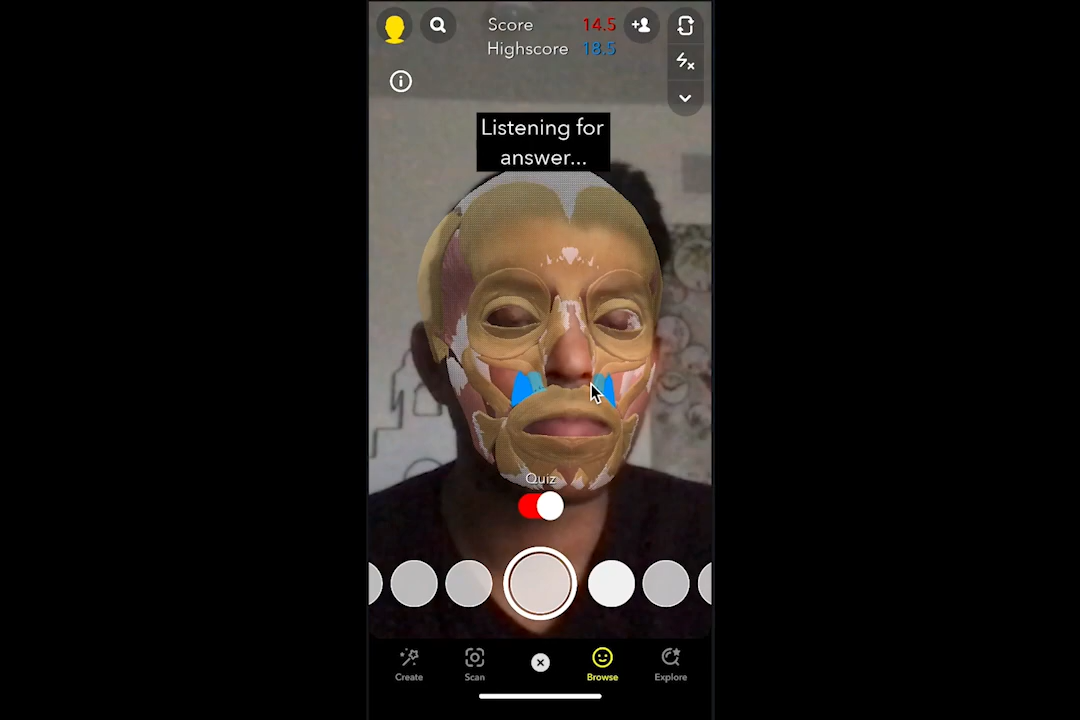 Score 14.5
Highscore 18.5
Listening for
answer...
Quiz
Create
Scan
Browse
Explore